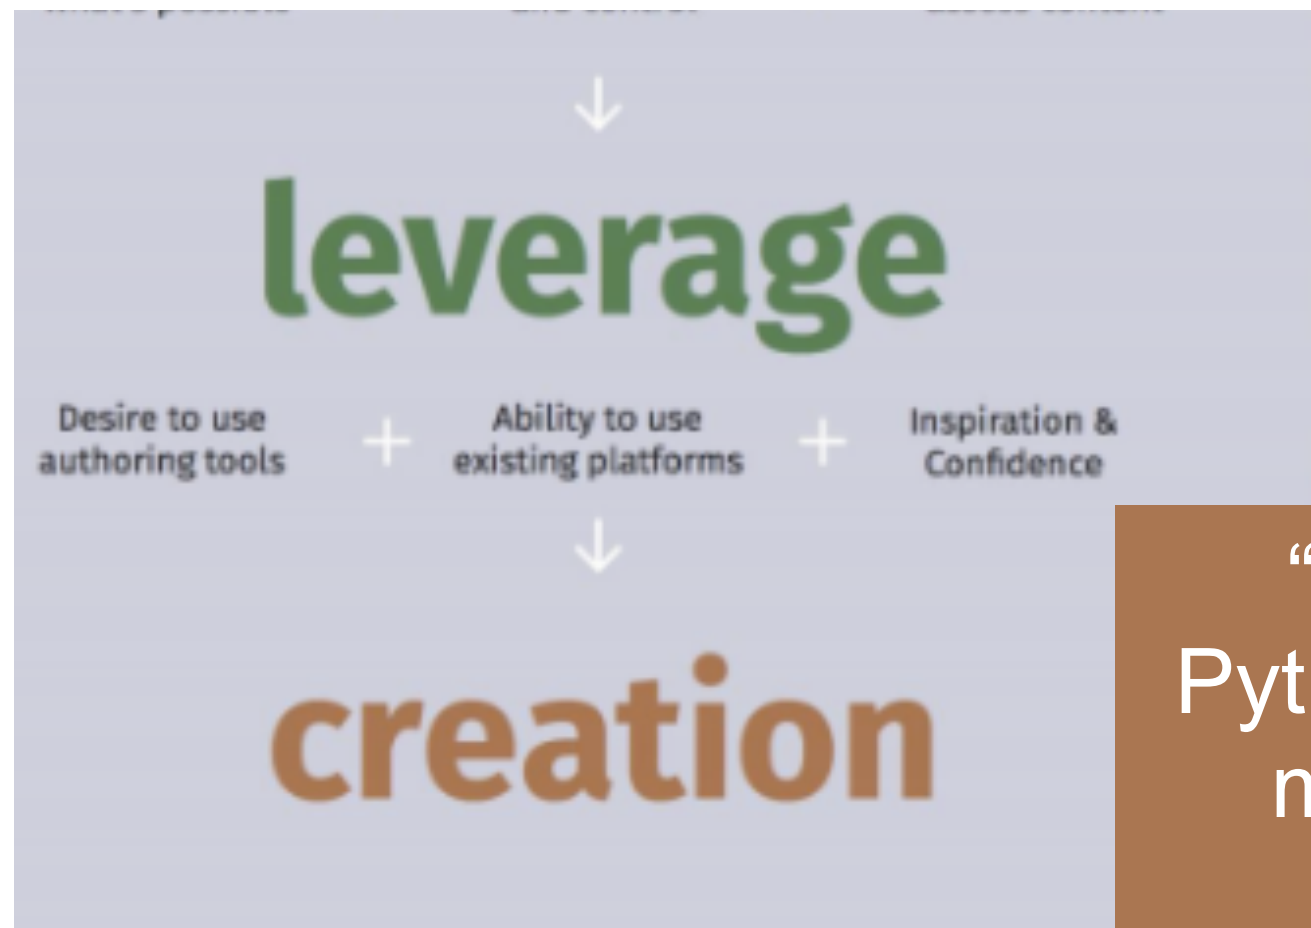 leverage
Desire to use
authoring tools
+
Ability to use
existing platforms
+
Inspiration &
Confidence
creation
“
Pyt
n